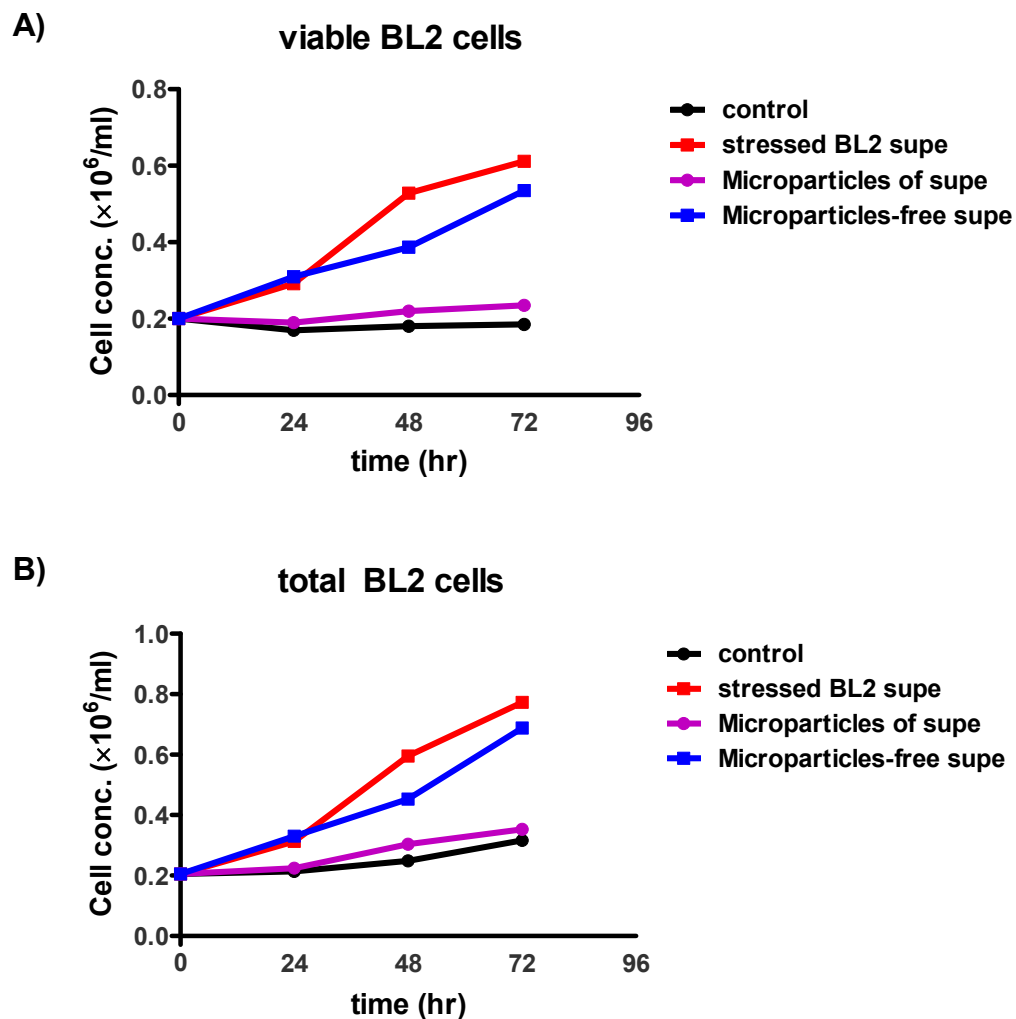 A)
viable BL2 cells
Cell conc. (×10⁶/ml)
0.8
0.6
0.4
0.2
0.0
0 24 48 72 96
time (hr)
control
stressed BL2 supe
Microparticles of supe
Microparticles-free supe
B)
total BL2 cells
Cell conc. (×10⁶/ml)
1.0
0.8
0.6
0.4
0.2
0.0
0 24 48 72 96
time (hr)
control
stressed BL2 supe
Microparticles of supe
Microparticles-free supe